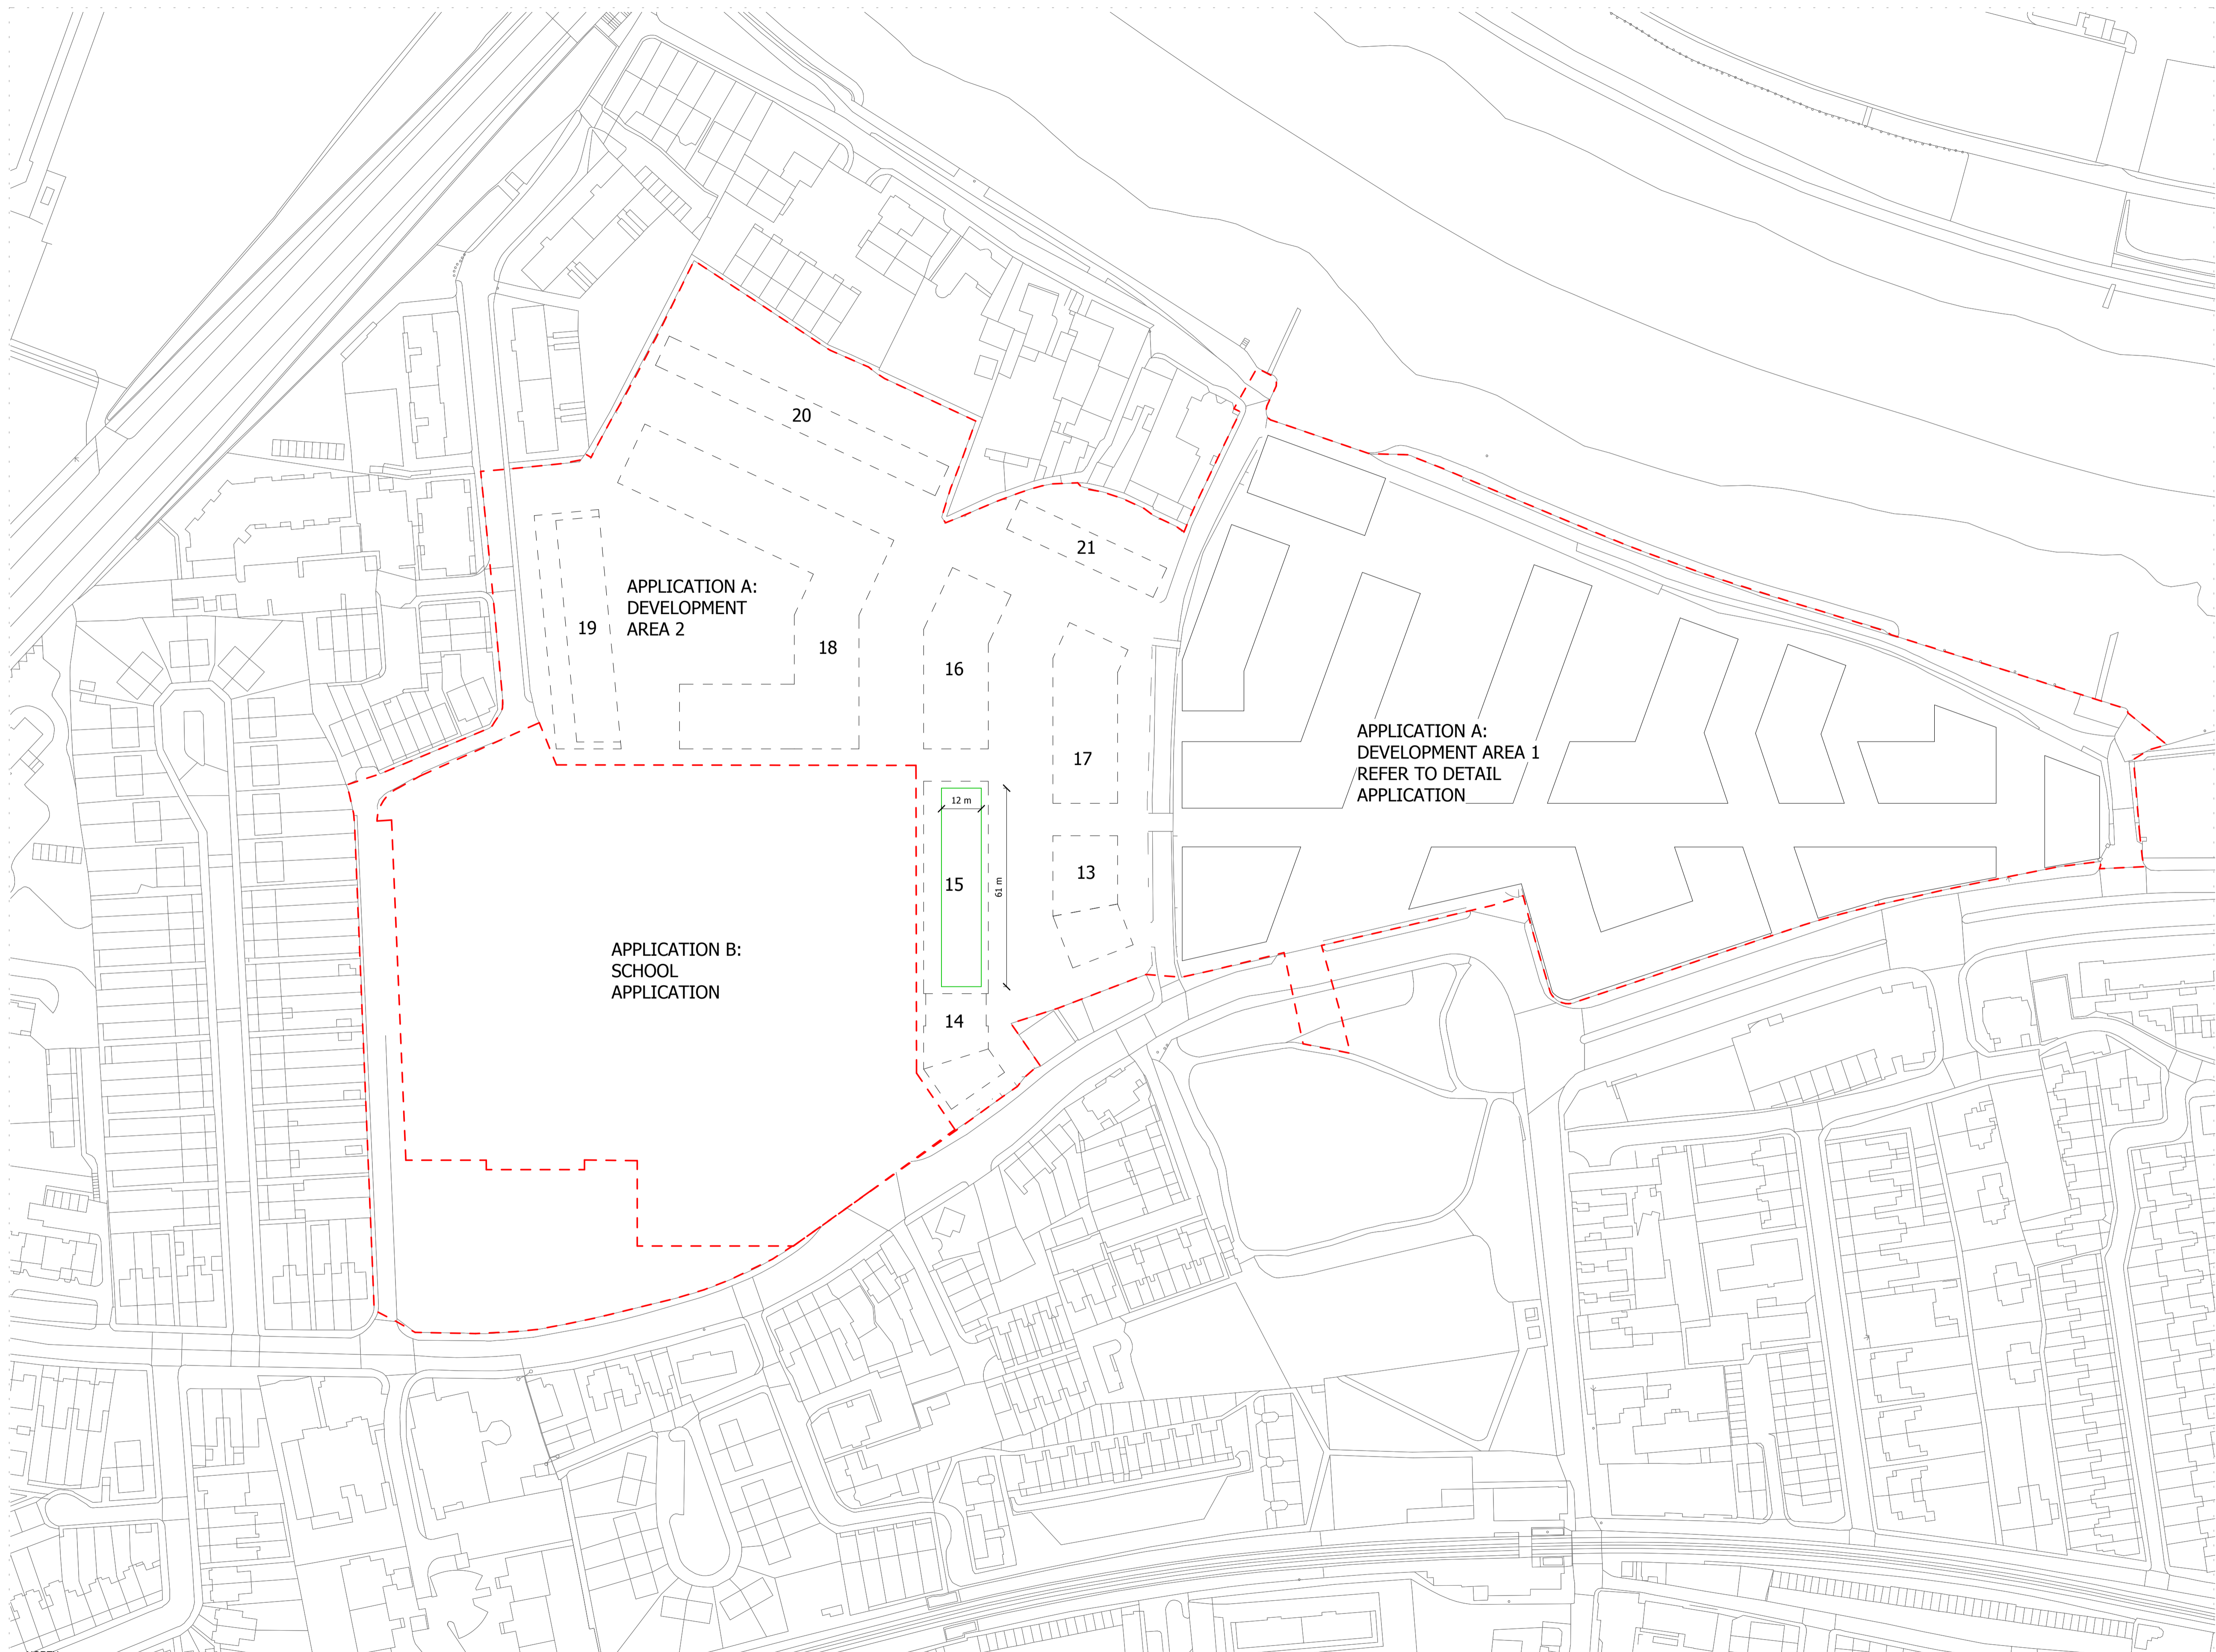 20
21
APPLICATION A:
DEVELOPMENT
AREA 2
19
18
16
17
APPLICATION A:
DEVELOPMENT AREA 1
REFER TO DETAIL
APPLICATION
12 m
15
61 m
13
APPLICATION B:
SCHOOL
APPLICATION
14